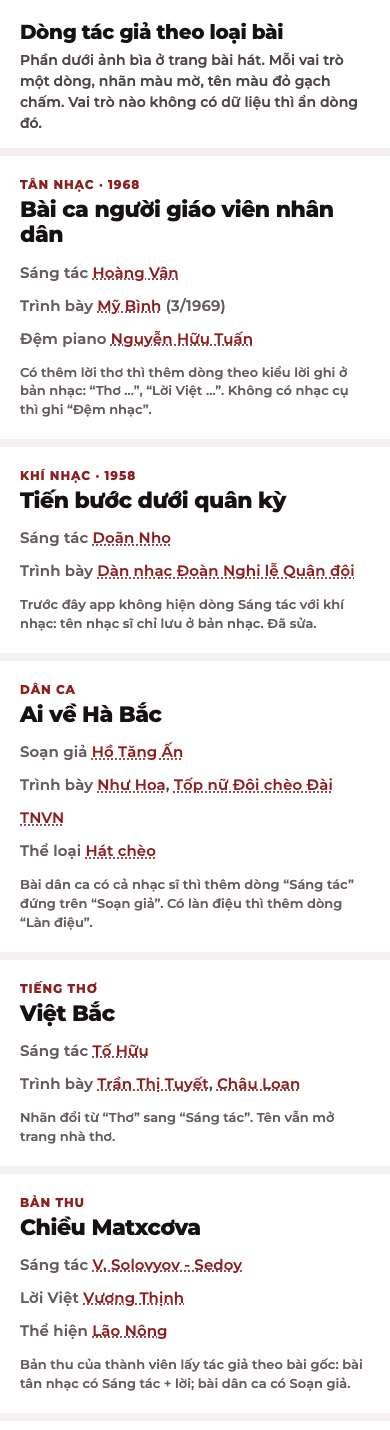 Dòng tác giả theo loại bài
Phần dưới ảnh bìa ở trang bài hát. Mỗi vai trò
một dòng, nhãn màu mờ, tên màu đỏ gạch
chấm. Vai trò nào không có dữ liệu thì ẩn dòng
đó.
TÂN NHẠC · 1968
Bài ca người giáo viên nhân
dân
Sáng tác Hoàng Vân
Trình bày Mỹ Bình (3/1969)
Đệm piano Nguyễn Hữu Tuấn
Có thêm lời thơ thì thêm dòng theo kiểu lời ghi ở
bản nhạc: “Thơ …”, “Lời Việt …”. Không có nhạc cụ
thì ghi “Đệm nhạc”.
KHÍ NHẠC · 1958
Tiến bước dưới quân kỳ
Sáng tác Doãn Nho
Trình bày Dàn nhạc Đoàn Nghi lễ Quân đội
Trước đây app không hiện dòng Sáng tác với khí
nhạc: tên nhạc sĩ chỉ lưu ở bản nhạc. Đã sửa.
DÂN CA
Ai về Hà Bắc
Soạn giả Hồ Tăng Ấn
Trình bày Như Hoa, Tốp nữ Đội chèo Đài
TNVN
Thể loại Hát chèo
Bài dân ca có cả nhạc sĩ thì thêm dòng “Sáng tác”
đứng trên “Soạn giả”. Có làn điệu thì thêm dòng
“Làn điệu”.
TIẾNG THƠ
Việt Bắc
Sáng tác Tố Hữu
Trình bày Trần Thị Tuyết, Châu Loan
Nhãn đổi từ “Thơ” sang “Sáng tác”. Tên vẫn mở
trang nhà thơ.
BẢN THU
Chiều Matxcơva
Sáng tác V. Solovyov - Sedoy
Lời Việt Vương Thịnh
Thể hiện Lão Nông
Bản thu của thành viên lấy tác giả theo bài gốc: bài
tân nhạc có Sáng tác + lời; bài dân ca có Soạn giả.